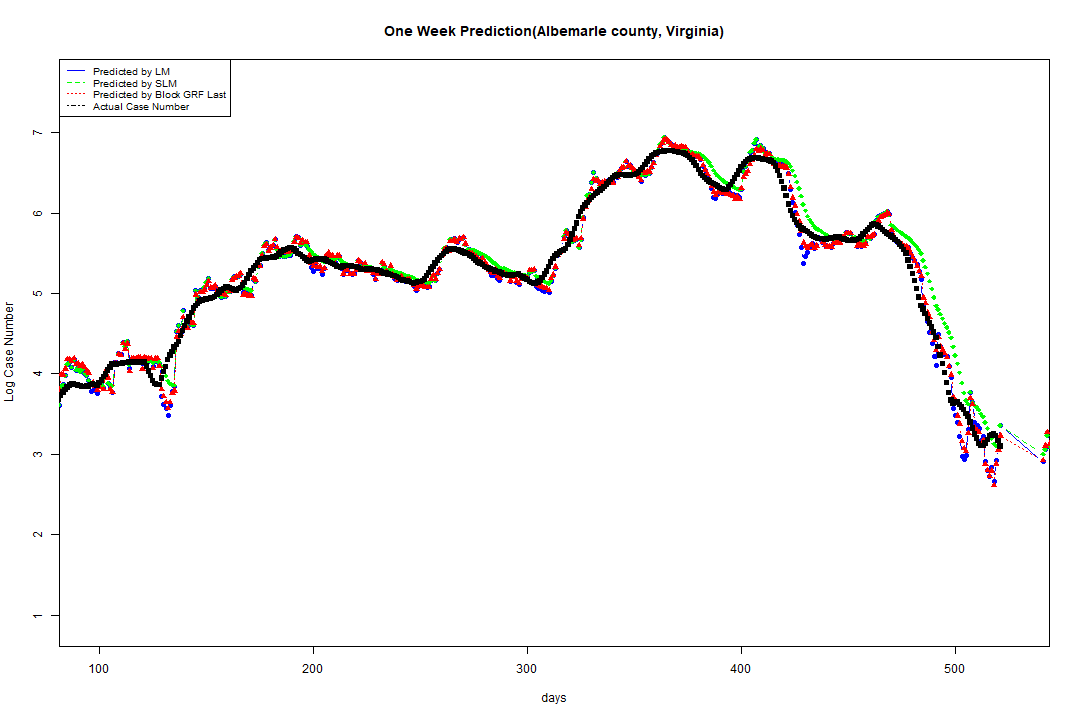 One Week Prediction(Albemarle county, Virginia)
Predicted by LM
Predicted by SLM
Predicted by Block GRF Last
Actual Case Number
Log Case Number
7
6
5
4
3
2
1
100 200 300 400 500
days